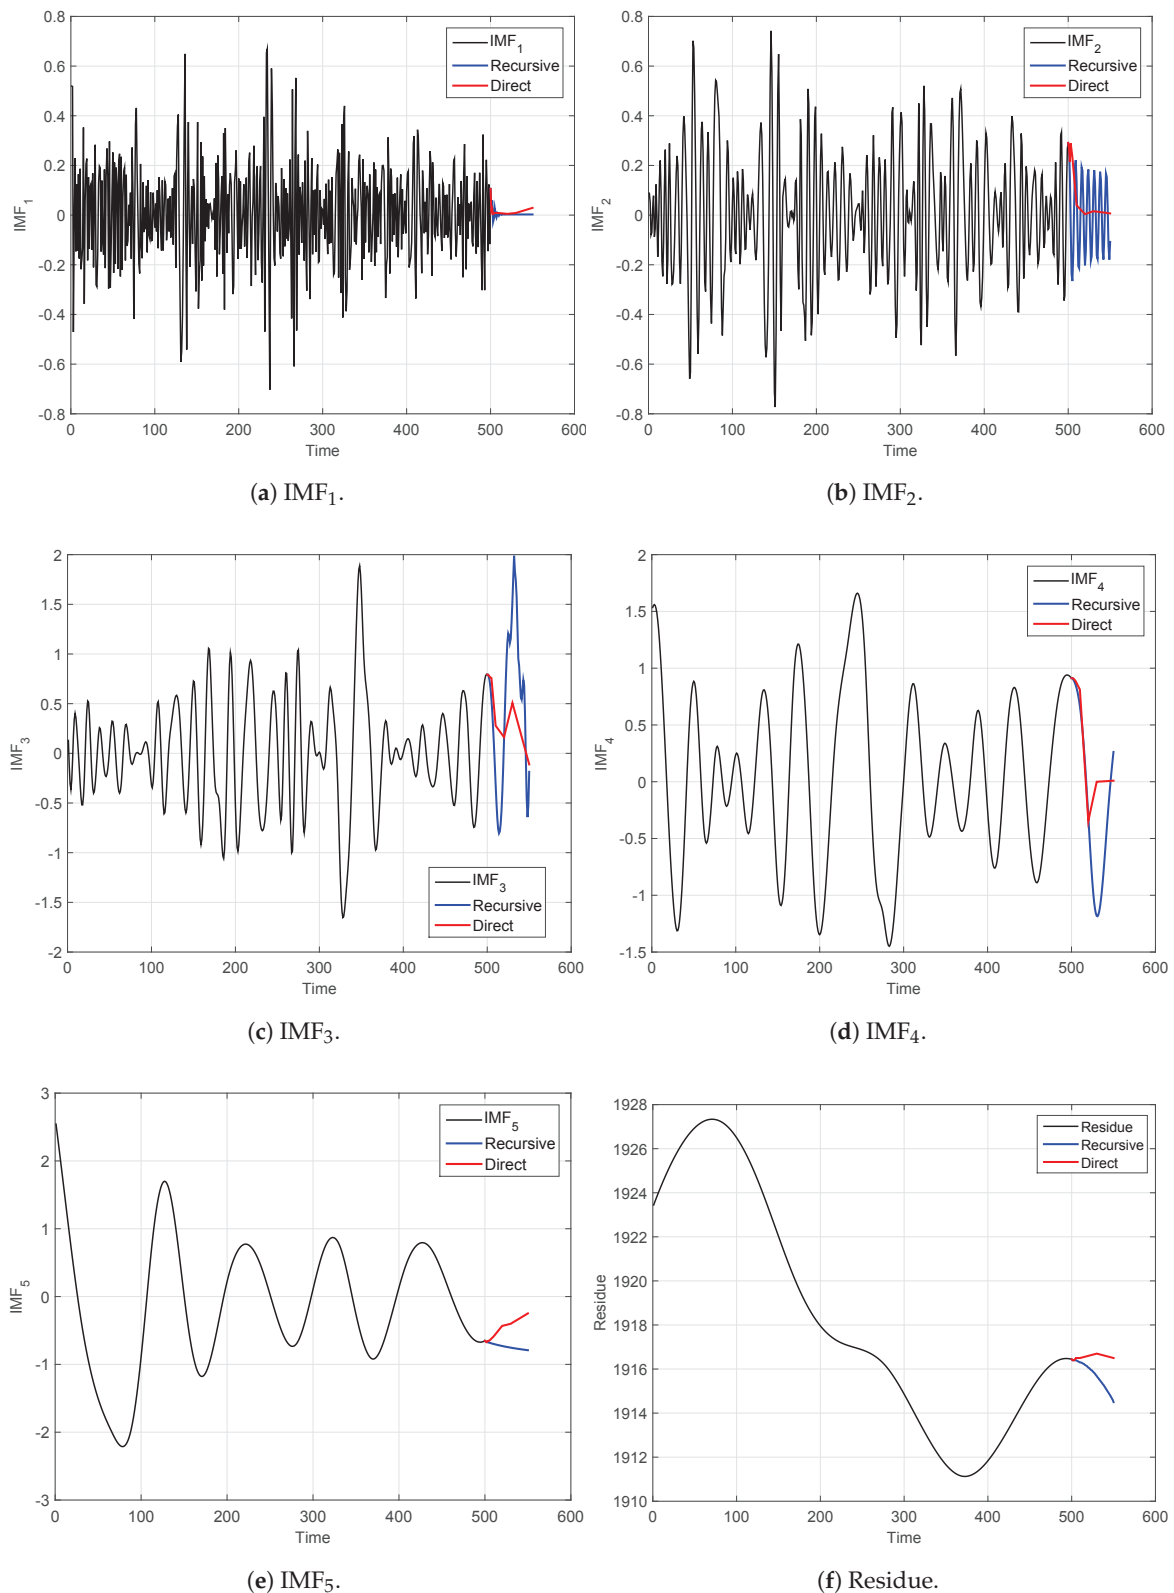 0.8
0.6
0.4
0.2
0
-0.2
-0.4
-0.6
-0.8
IMF1
0 100 200 300 400 500 600
Time
IMF1
Recursive
Direct
(a) IMF1.
0.8
0.6
0.4
0.2
0
-0.2
-0.4
-0.6
-0.8
IMF2
0 100 200 300 400 500 600
Time
IMF2
Recursive
Direct
(b) IMF2.
2
1.5
1
0.5
0
-0.5
-1
-1.5
-2
IMF3
0 100 200 300 400 500 600
Time
IMF3
Recursive
Direct
(c) IMF3.
2
1.5
1
0.5
0
-0.5
-1
-1.5
IMF4
0 100 200 300 400 500 600
Time
IMF4
Recursive
Direct
(d) IMF4.
3
2
1
0
-1
-2
-3
IMF5
0 100 200 300 400 500 600
Time
IMF5
Recursive
Direct
(e) IMF5.
1928
1926
1924
1922
1920
1918
1916
1914
1912
1910
Residue
0 100 200 300 400 500 600
Time
Residue
Recursive
Direct
(f) Residue.